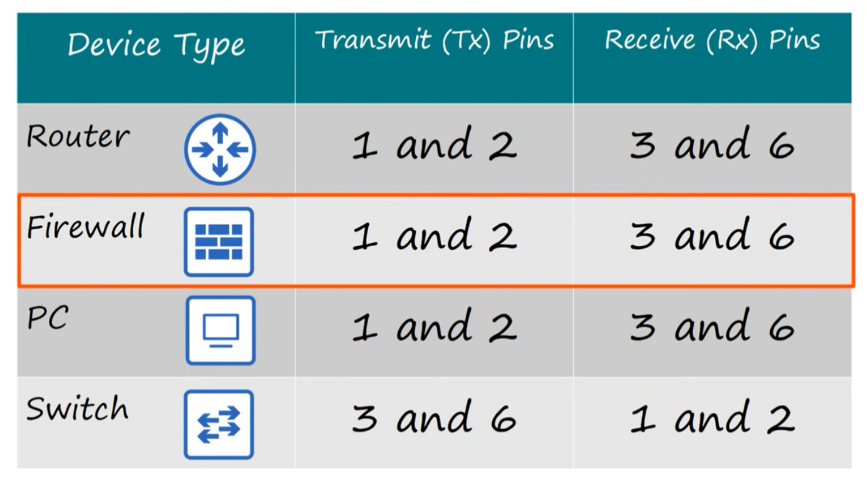 Device Type Transmit (Tx) Pins Receive (Rx) Pins
Router 1 and 2 3 and 6
Firewall 1 and 2 3 and 6
PC 1 and 2 3 and 6
Switch 3 and 6 1 and 2